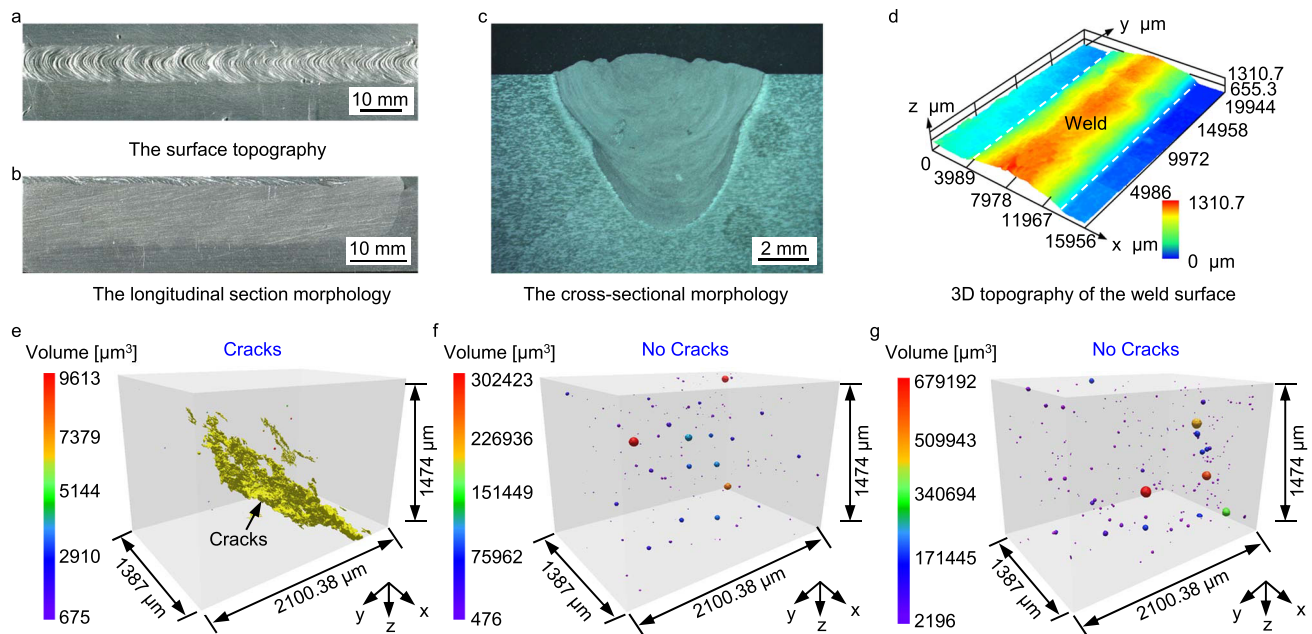 a
10 mm
The surface topography
b
10 mm
The longitudinal section morphology
c
2 mm
The cross-sectional morphology
d
y μm
z μm
1310.7
655.3
19944
14958
9972
4986
Weld
0
3989
7978
11967
15956
x μm
1310.7
0 μm
3D topography of the weld surface
e
Cracks
Volume [μm³]
9613
7379
5144
2910
675
Cracks
1474 μm
1387 μm
2100.38 μm
y
z
x
f
No Cracks
Volume [μm³]
302423
226936
151449
75962
476
1474 μm
1387 μm
2100.38 μm
y
z
x
g
No Cracks
Volume [μm³]
679192
509943
340694
171445
2196
1474 μm
1387 μm
2100.38 μm
y
z
x